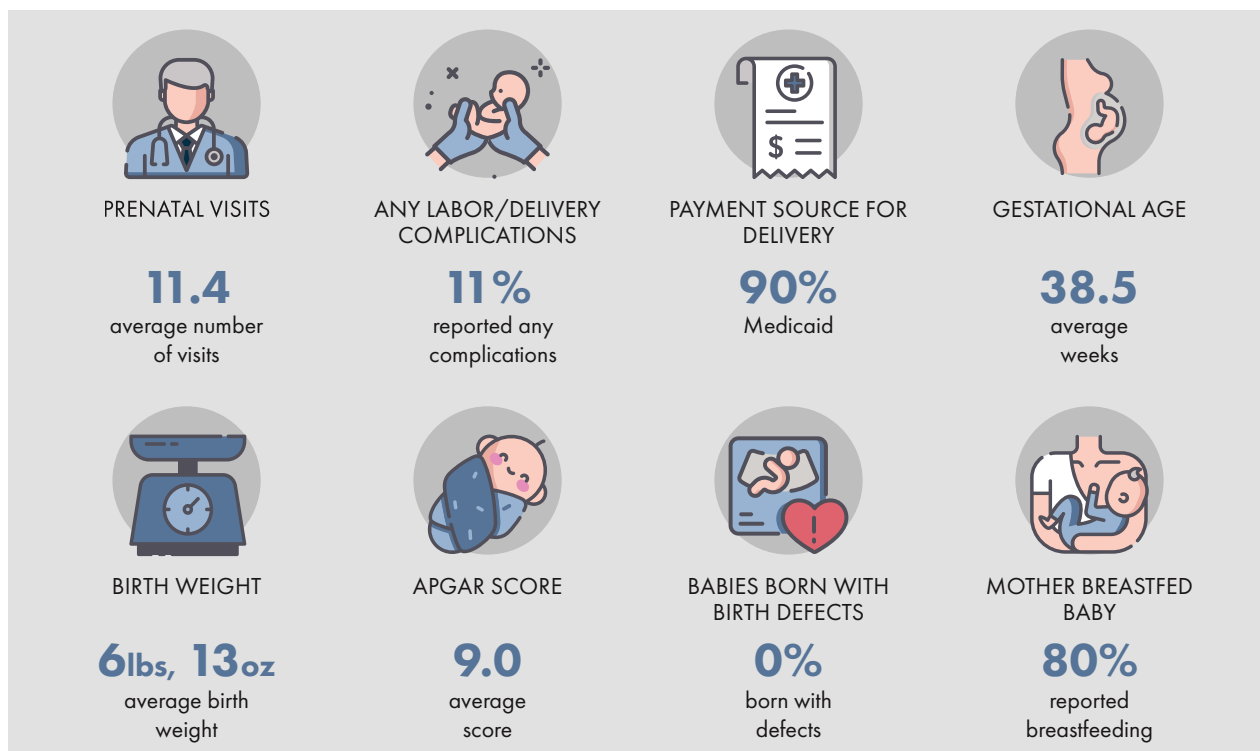 $
PRENATAL VISITS
11.4
average number
of visits
ANY LABOR/DELIVERY
COMPLICATIONS
11%
reported any
complications
PAYMENT SOURCE FOR
DELIVERY
90%
Medicaid
GESTATIONAL AGE
38.5
average
weeks
BIRTH WEIGHT
6lbs, 13oz
average birth
weight
APGAR SCORE
9.0
average
score
BABIES BORN WITH
BIRTH DEFECTS
0%
born with
defects
MOTHER BREASTFED
BABY
80%
reported
breastfeeding